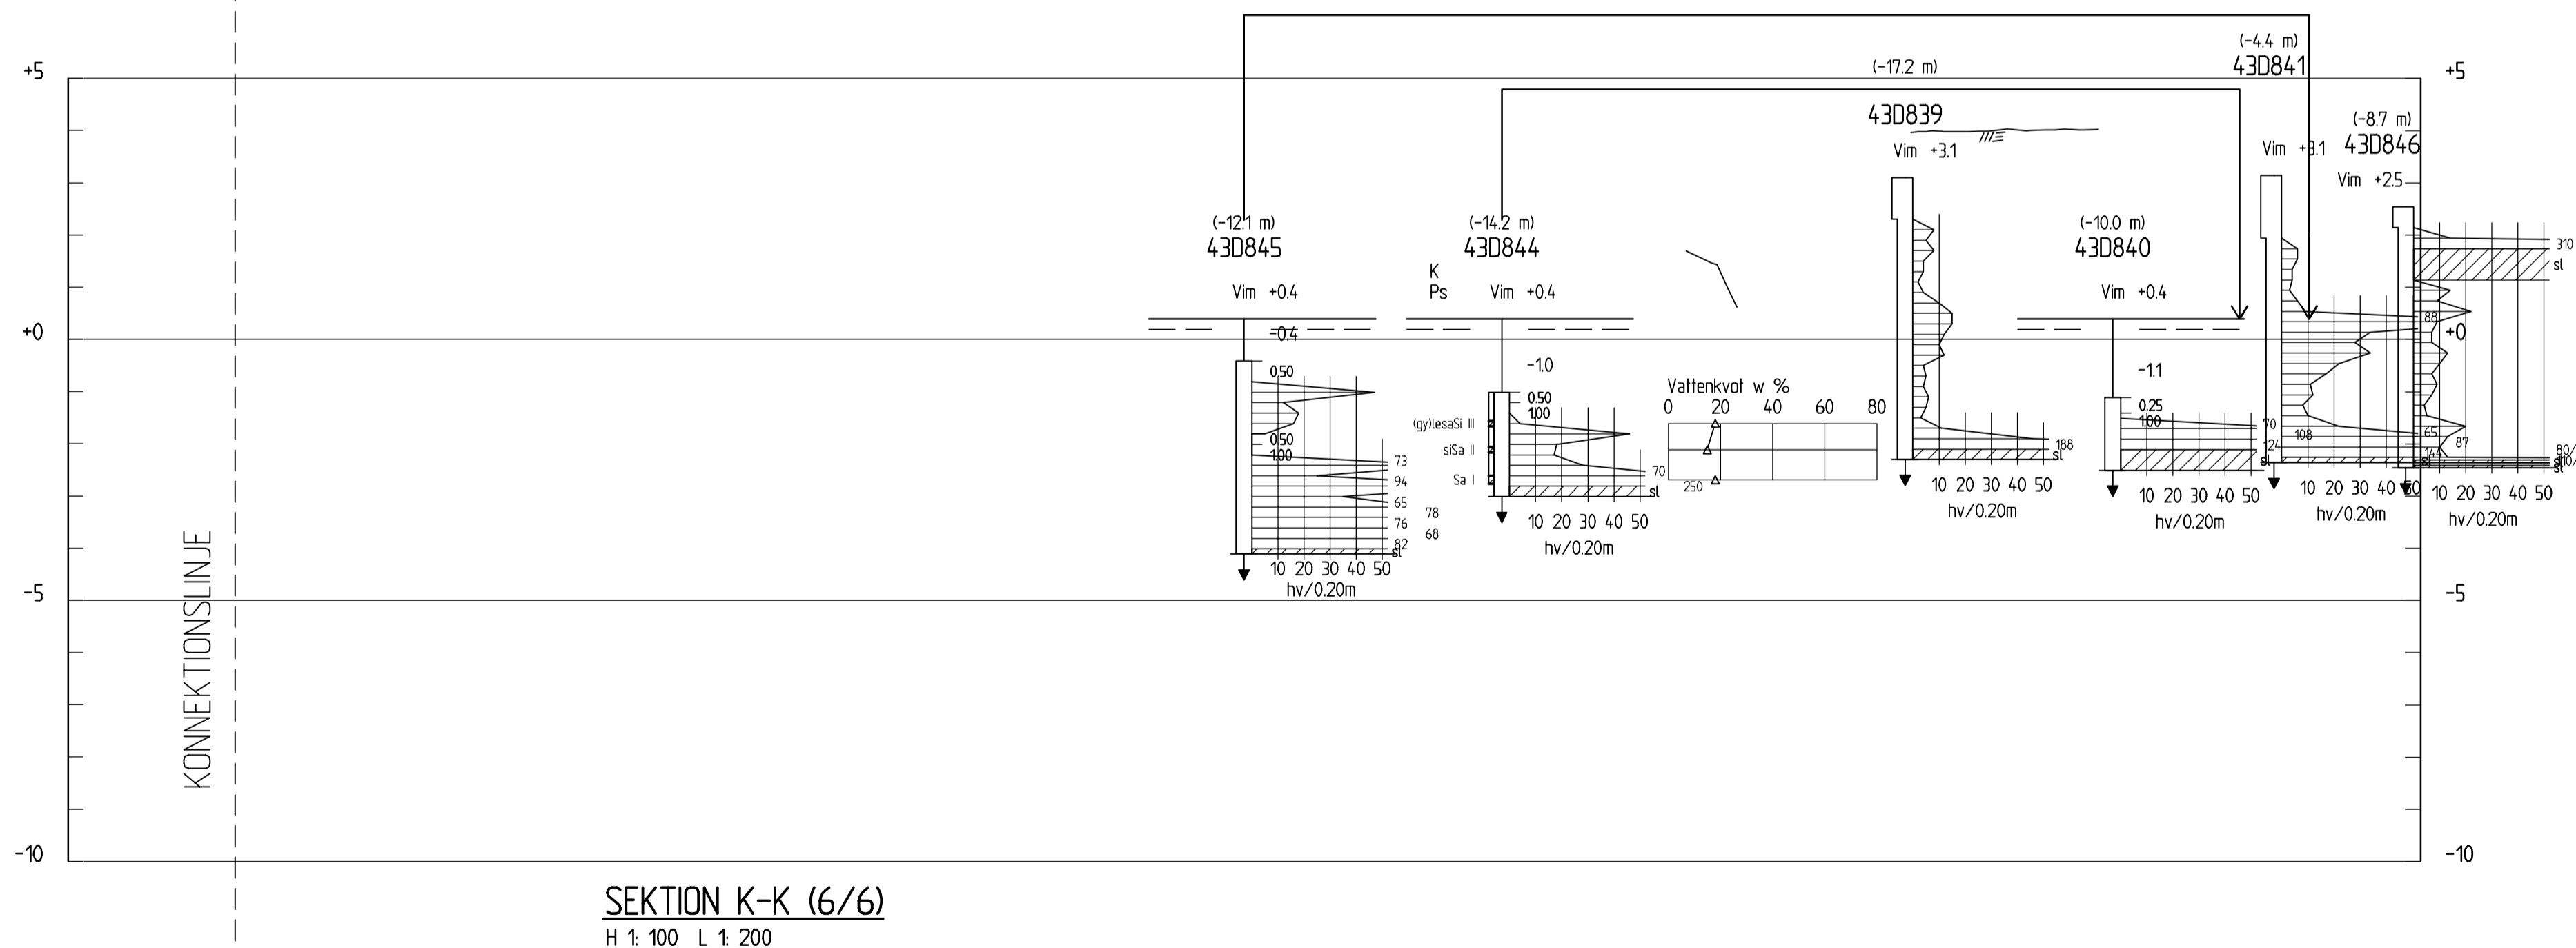 (-4.4 m)
43D841
+5
(-17.2 m)
+5
43D839
(-8.7 m)
43D846
Vim +3.1
Vim +3.1
Vim +2.5
(-12.1 m)
43D845
(-14.2 m)
43D844
(-10.0 m)
43D840
310
sl
K
Ps
Vim +0.4
Vim +0.4
Vim +0.4
+0
-0.4
88
+0
0.50
-1.0
-1.1
Vattenkvot w %
0 20 40 60 80
0.50
1.00
0.25
1.00
(gy)lesaSi III
siSa II
Sa I
0.50
1.00
70
124
sl
108
65
144
87
188
sl
73
94
65
76
82
sl
78
68
70
sl
250
10 20 30 40 50
hv/0.20m
10 20 30 40 50
hv/0.20m
10 20 30 40 50
hv/0.20m
10 20 30 40 50
hv/0.20m
10 20 30 40 50
hv/0.20m
10 20 30 40 50
hv/0.20m
-5
-5
KONNEKTIONSLINJE
-10
-10
SEKTION K-K (6/6)
H 1: 100 L 1: 200